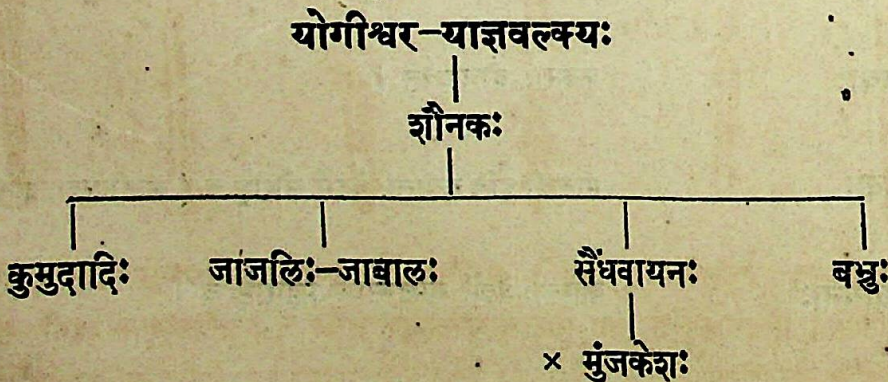 योगीश्वर-याज्ञवल्क्यः
शौनकः
कुमुदादिः जाजलिः-जाबालः सैंधवायनः बभ्रुः
× मुंजकेशः